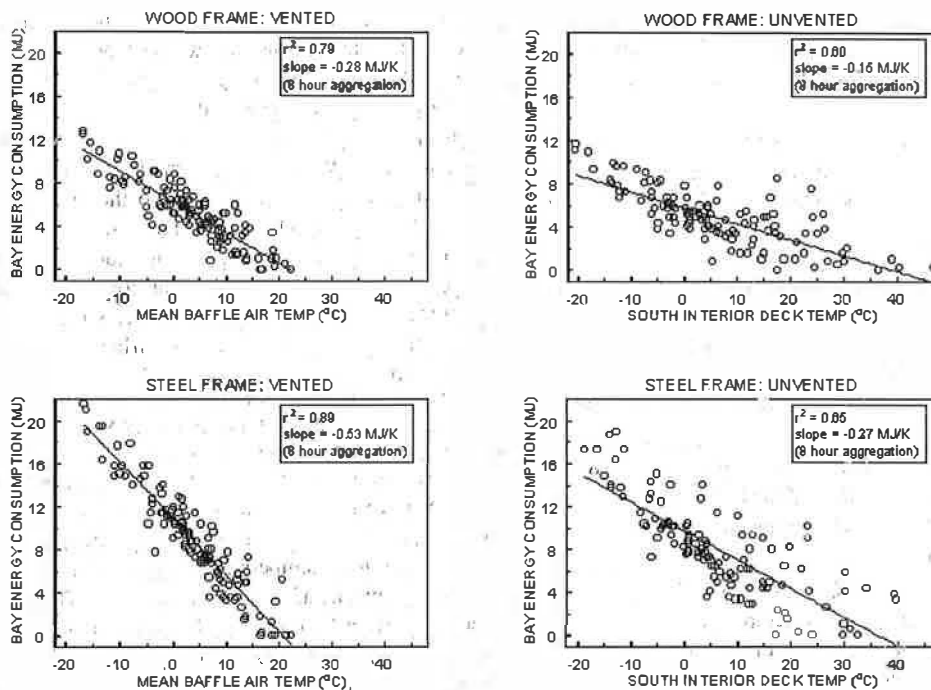 WOOD FRAME: VENTED
BAY ENERGY CONSUMPTION (MJ)
20
16
12
8
4
0
r² = 0.79
slope = -0.28 MJ/K
(8 hour aggregation)
-20 -10 0 10 20 30 40
MEAN BAFFLE AIR TEMP (°C)
WOOD FRAME: UNVENTED
BAY ENERGY CONSUMPTION (MJ)
20
16
12
8
4
0
r² = 0.60
slope = -0.15 MJ/K
(8 hour aggregation)
-20 -10 0 10 20 30 40
SOUTH INTERIOR DECK TEMP (°C)
STEEL FRAME: VENTED
BAY ENERGY CONSUMPTION (MJ)
20
16
12
8
4
0
r² = 0.89
slope = -0.53 MJ/K
(8 hour aggregation)
-20 -10 0 10 20 30 40
MEAN BAFFLE AIR TEMP (°C)
STEEL FRAME: UNVENTED
BAY ENERGY CONSUMPTION (MJ)
20
16
12
8
4
0
r² = 0.65
slope = -0.27 MJ/K
(8 hour aggregation)
-20 -10 0 10 20 30 40
SOUTH INTERIOR DECK TEMP (°C)